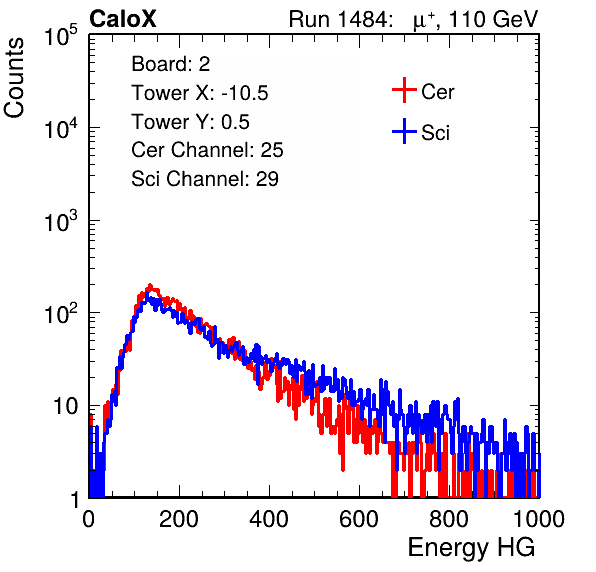 CaloX Run 1484: μ⁺, 110 GeV
Board: 2
Tower X: -10.5
Tower Y: 0.5
Cer Channel: 25
Sci Channel: 29
Cer
Sci
Counts
10⁵
10⁴
10³
10²
10
1
0 200 400 600 800 1000
Energy HG